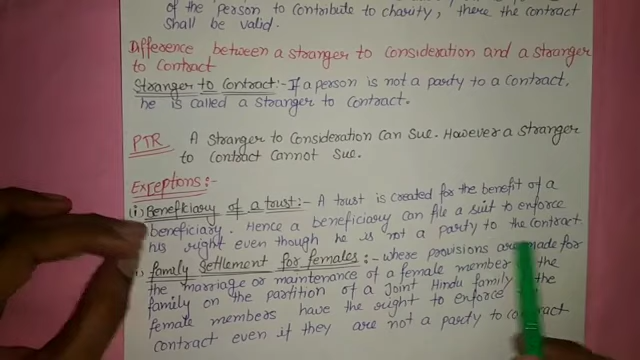 of the person to contribute to charity, there the contract
shall be valid.
Difference between a stranger to consideration and a stranger
to contract
Stranger to contract:- If a person is not a party to a contract,
he is called a stranger to contract.
PTR A Stranger to Consideration Can Sue. However a stranger
to contract Cannot Sue.
Exceptions:-
(i) Beneficiary of a trust:- A trust is created for the benefit of a
beneficiary. Hence a beneficiary can file a suit to enforce
his right even though he is not a party to the contract.
Family Settlement for females:- where provisions are made for
the marriage or maintenance of a female member the
family on the partition of a Joint Hindu family the
female members have the right to enforce
contract even if they are not a party to contract